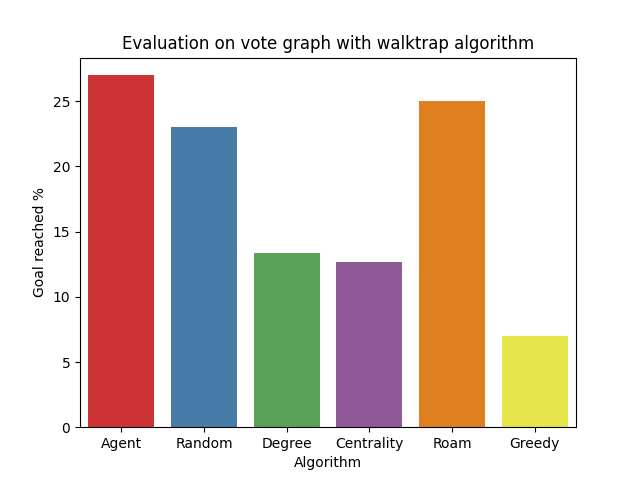 Evaluation on vote graph with walktrap algorithm
Goal reached %
25
20
15
10
5
0
Agent Random Degree Centrality Roam Greedy
Algorithm